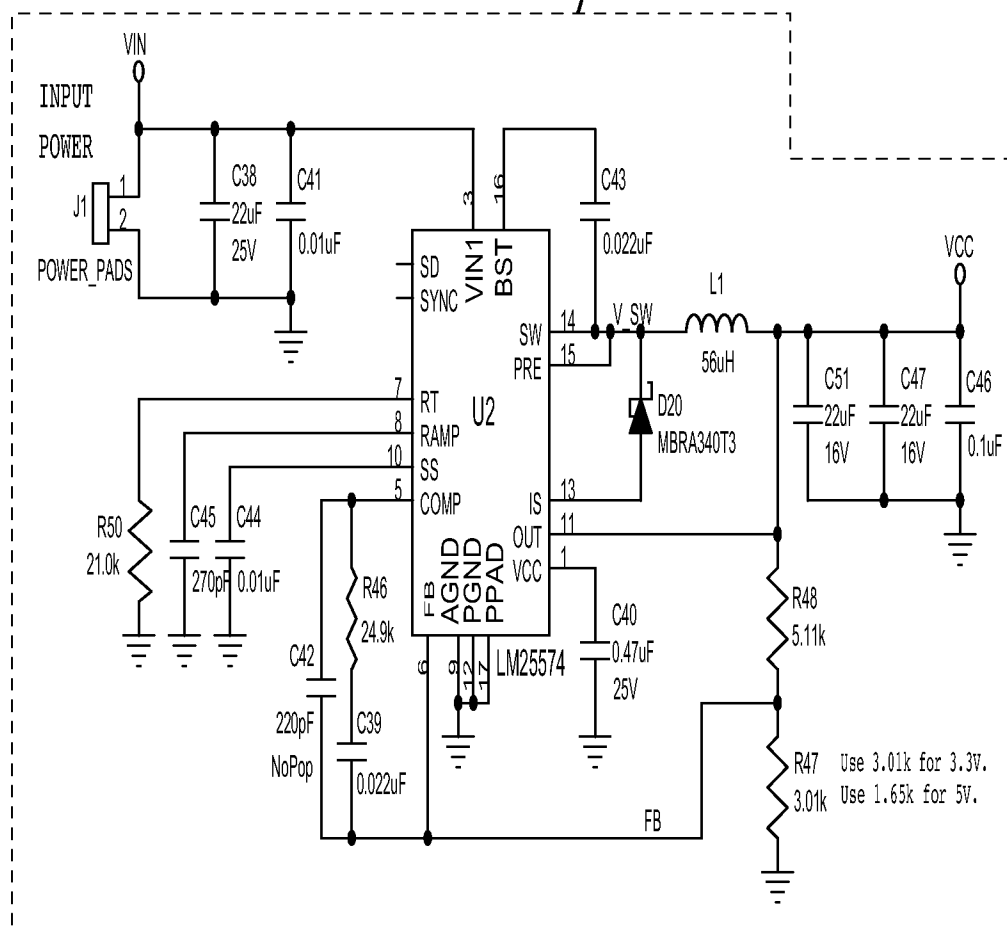 VIN
INPUT
POWER
J1
1
2
POWER_PADS
C38
22uF
25V
C41
0.01uF
3
16
C43
0.022uF
VIN1
BST
SD
SYNC
SW
14
PRE
15
V_SW
L1
56uH
VCC
7
RT
8
RAMP
10
SS
5
COMP
U2
D20
MBRA340T3
C51
22uF
16V
C47
22uF
16V
C46
0.1uF
IS
13
OUT
11
VCC
1
R50
21.0k
C45
270pF
C44
0.01uF
R46
24.9k
FB
AGND
PGND
PPAD
6
9
12
17
LM25574
C40
0.47uF
25V
R48
5.11k
C42
220pF
NoPop
C39
0.022uF
FB
R47
3.01k
Use 3.01k for 3.3V.
Use 1.65k for 5V.